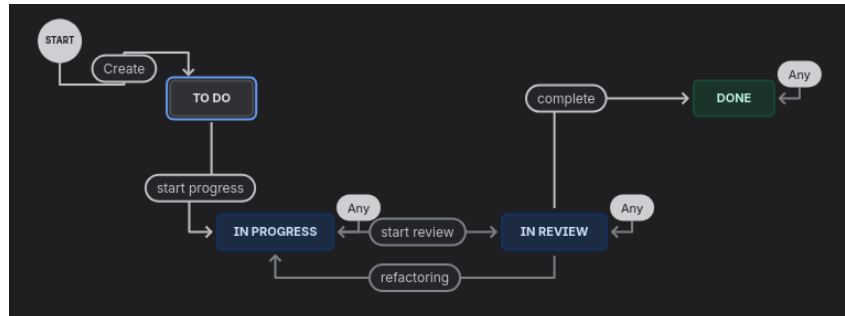 START
Create
TO DO
start progress
IN PROGRESS
Any
start review
refactoring
IN REVIEW
Any
complete
DONE
Any